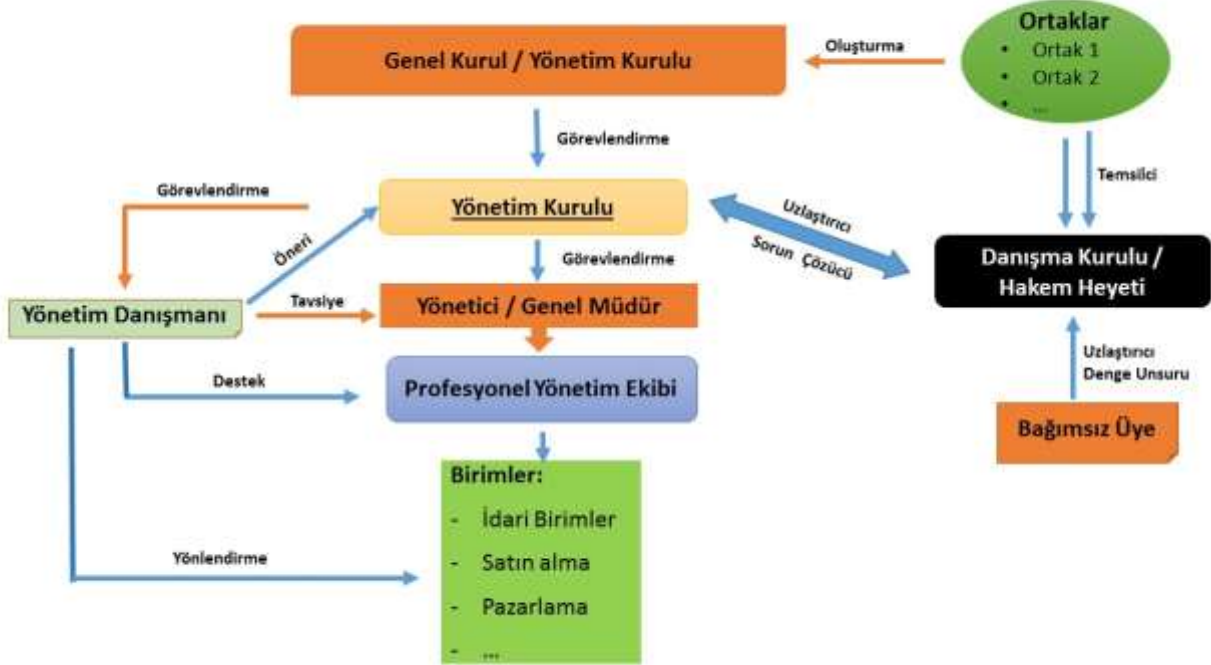 Ortaklar
• Ortak 1
• Ortak 2
• ...
Oluşturma
Genel Kurul / Yönetim Kurulu
Görevlendirme
Temsilci
Görevlendirme
Yönetim Kurulu
Uzlaştırıcı
Sorun Çözücü
Öneri
Görevlendirme
Danışma Kurulu /
Hakem Heyeti
Yönetim Danışmanı
Tavsiye
Yönetici / Genel Müdür
Uzlaştırıcı
Denge Unsuru
Destek
Profesyonel Yönetim Ekibi
Bağımsız Üye
Birimler:
- İdari Birimler
- Satın alma
- Pazarlama
- ...
Yönlendirme